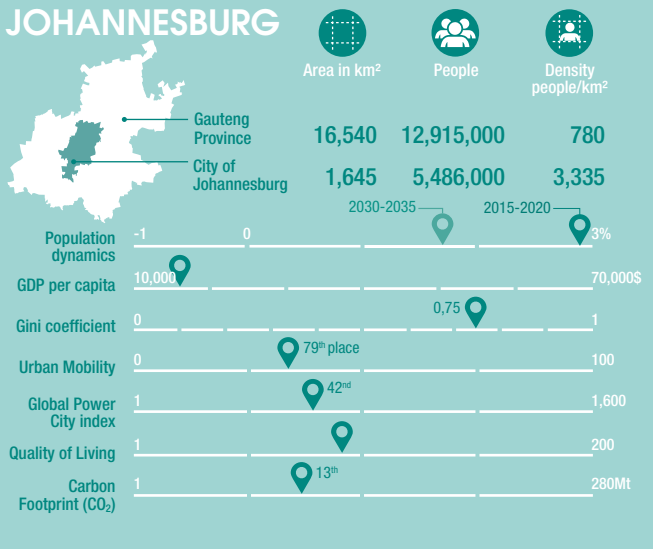 JOHANNESBURG
Area in km²
People
Density
people/km²
Gauteng
Province
16,540
12,915,000
780
City of
Johannesburg
1,645
5,486,000
3,335
2030-2035
2015-2020
Population
dynamics
-1
0
3%
GDP per capita
10,000
70,000$
Gini coefficient
0
0,75
1
Urban Mobility
0
79th place
100
Global Power
City index
1
42nd
1,600
Quality of Living
1
200
Carbon
Footprint (CO₂)
1
13th
280Mt